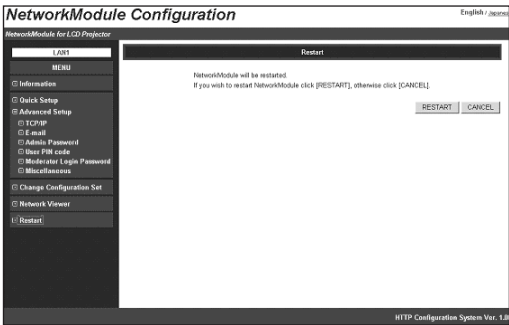 NetworkModule Configuration
English / Japanese
NetworkModule for LCD Projector
LAN1
MENU
Information
Quick Setup
Advanced Setup
TCP/IP
E-mail
Admin Password
User PIN code
Moderator Login Password
Miscellaneous
Change Configuration Set
Network Viewer
Restart
Restart
NetworkModule will be restarted.
If you wish to restart NetworkModule click [RESTART], otherwise click [CANCEL].
RESTART CANCEL
HTTP Configuration System Ver. 1.0